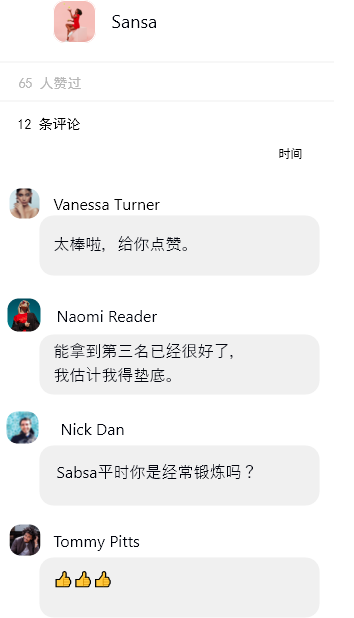 Sansa
65 人赞过
12 条评论
时间
Vanessa Turner
太棒啦，给你点赞。
Naomi Reader
能拿到第三名已经很好了，
我估计我得垫底。
Nick Dan
Sabsa平时你是经常锻炼吗？
Tommy Pitts
👍👍👍